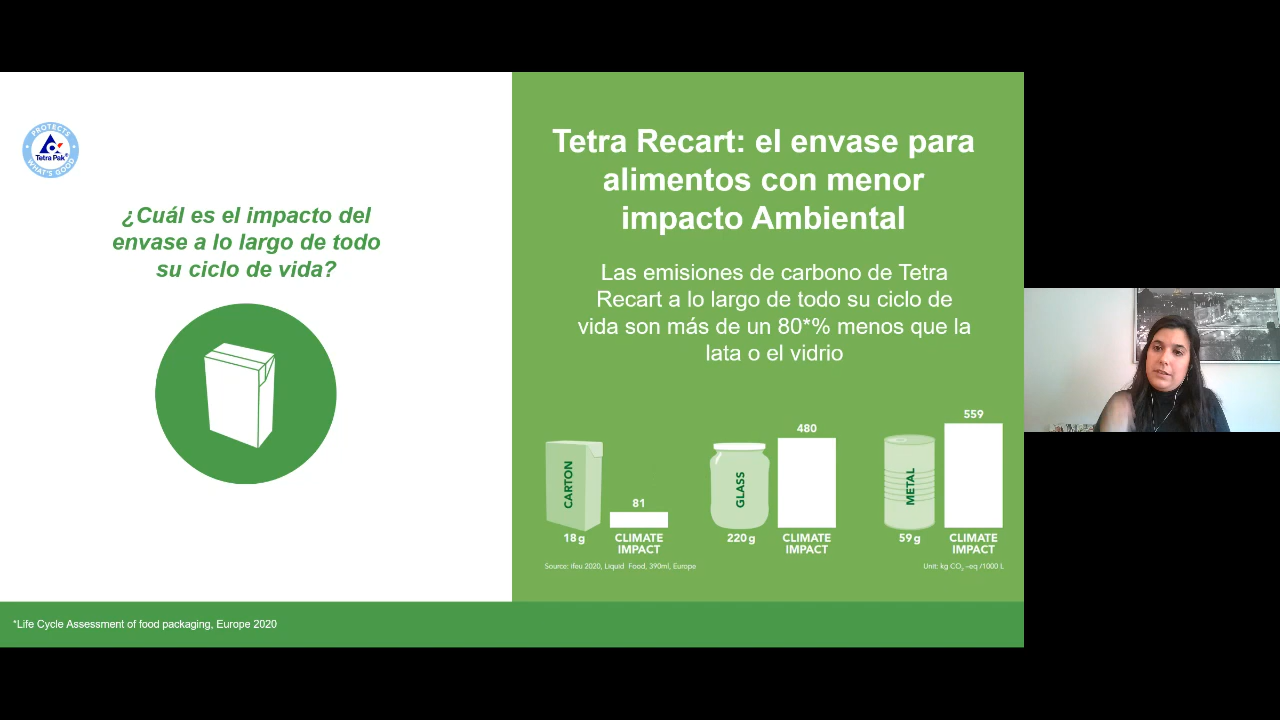 PROTECTS
Tetra Pak®
WHAT'S GOOD
¿Cuál es el impacto del
envase a lo largo de todo
su ciclo de vida?
Tetra Recart: el envase para
alimentos con menor
impacto Ambiental
Las emisiones de carbono de Tetra
Recart a lo largo de todo su ciclo de
vida son más de un 80*% menos que la
lata o el vidrio
CARTON
81
18 g
CLIMATE
IMPACT
GLASS
480
220 g
CLIMATE
IMPACT
METAL
559
59 g
CLIMATE
IMPACT
Source: ifeu 2020, Liquid Food, 390ml, Europe
Unit: kg CO₂ -eq /1000 L
*Life Cycle Assessment of food packaging, Europe 2020